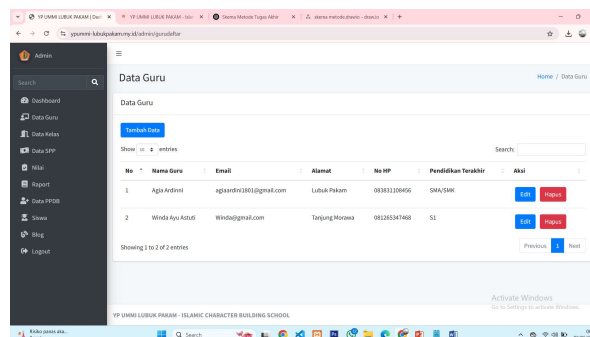 YP UMMI LUBUK PAKAM | Dan
YP UMMI LUBUK PAKAM - Islam
Skema Metode Tugas Akhir
skema metode.drawio - draw.io
ypummi-lubukpakam.my.id/admin/gurudaftar
Admin
Search
Dashboard
Data Guru
Data Kelas
Data SPP
Nilai
Raport
Data PPDB
Siswa
Blog
Logout
Data Guru
Home / Data Guru
Data Guru
Tambah Data
Show 10 entries
Search:
No Nama Guru Email Alamat No HP Pendidikan Terakhir Aksi
1 Agia Ardinni agiaardini1801@gmail.com Lubuk Pakam 083831108456 SMA/SMK Edit Hapus
2 Winda Ayu Astuti Winda@gmail.com Tanjung Morawa 081265347468 S1 Edit Hapus
Showing 1 to 2 of 2 entries
Previous 1 Next
Activate Windows
Go to Settings to activate Windows.
YP UMMI LUBUK PAKAM - ISLAMIC CHARACTER BUILDING SCHOOL
Risiko panas aka...
Search